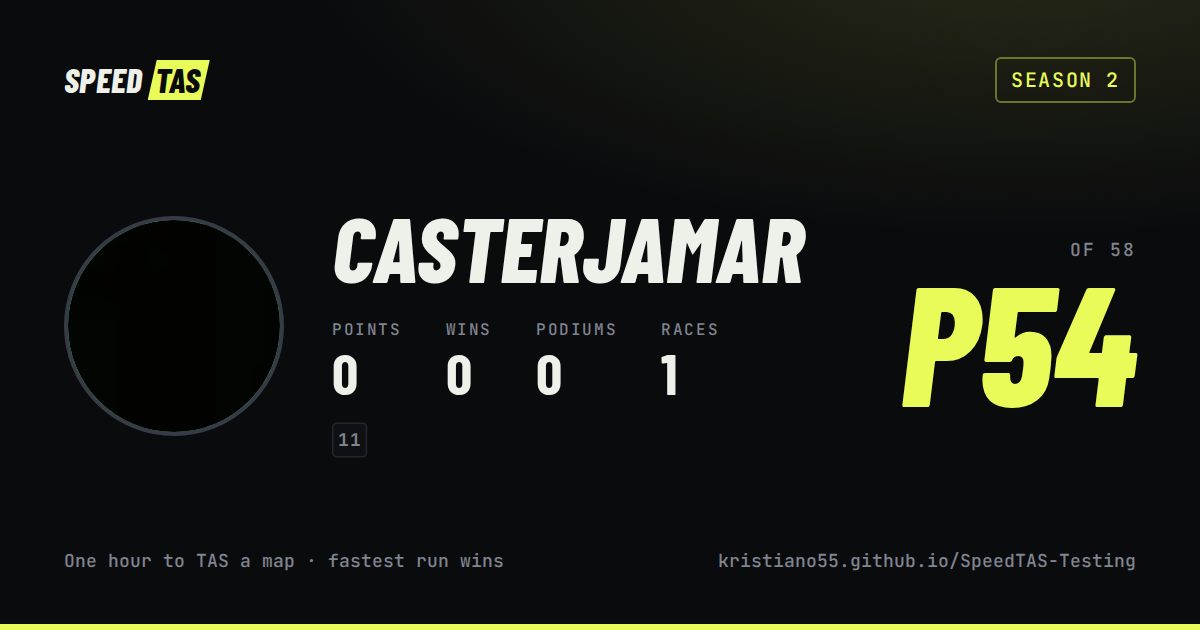 SPEED TAS
SEASON 2
CASTERJAMAR
OF 58
P54
POINTS WINS PODIUMS RACES
0 0 0 1
11
One hour to TAS a map · fastest run wins
kristiano55.github.io/SpeedTAS-Testing